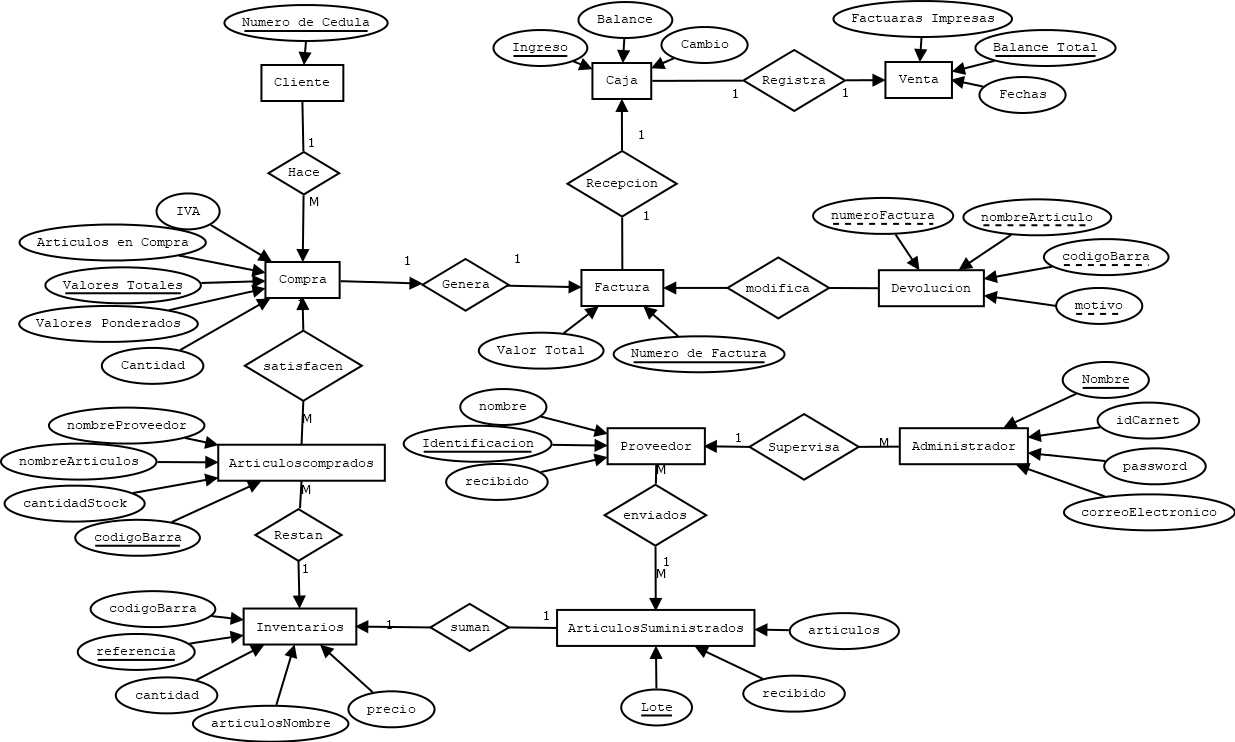 Numero de Cedula
Cliente
1
Hace
M
IVA
Articulos en Compra
Valores Totales
Valores Ponderados
Cantidad
Compra
1
Genera
1
satisfacen
1
M
nombreProveedor
nombreArticulos
cantidadStock
codigoBarra
Articuloscomprados
M
Restan
1
codigoBarra
referencia
cantidad
articulosNombre
precio
Inventarios
1
suman
1
Ingreso
Balance
Cambio
Caja
1
Registra
1
Factuaras Impresas
Balance Total
Fechas
Venta
1
Recepcion
1
Factura
Valor Total
Numero de Factura
modifica
numeroFactura
nombreArticulo
codigoBarra
motivo
Devolucion
nombre
Identificacion
recibido
Proveedor
1
Supervisa
M
Administrador
Nombre
idCarnet
password
correoElectronico
M
enviados
1
M
ArticulosSuministrados
articulos
recibido
Lote